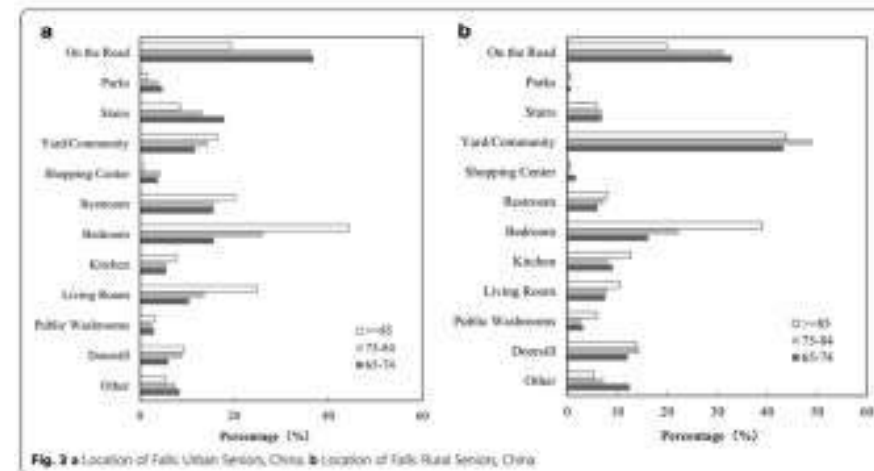 a
On the Road
Parks
Stairs
Yard/Community
Shopping Center
Restroom
Bedroom
Kitchen
Living Room
Public Washrooms
Doorsill
Other
0 20 40 60
Percentage (%)
>=85
75-84
65-74
b
On the Road
Parks
Stairs
Yard/Community
Shopping Center
Restroom
Bedroom
Kitchen
Living Room
Public Washrooms
Doorsill
Other
0 10 20 30 40 50 60
Percentage (%)
75-84
65-74
Fig. 3 a Location of Falls Urban Seniors, China. b Location of Falls Rural Seniors, China